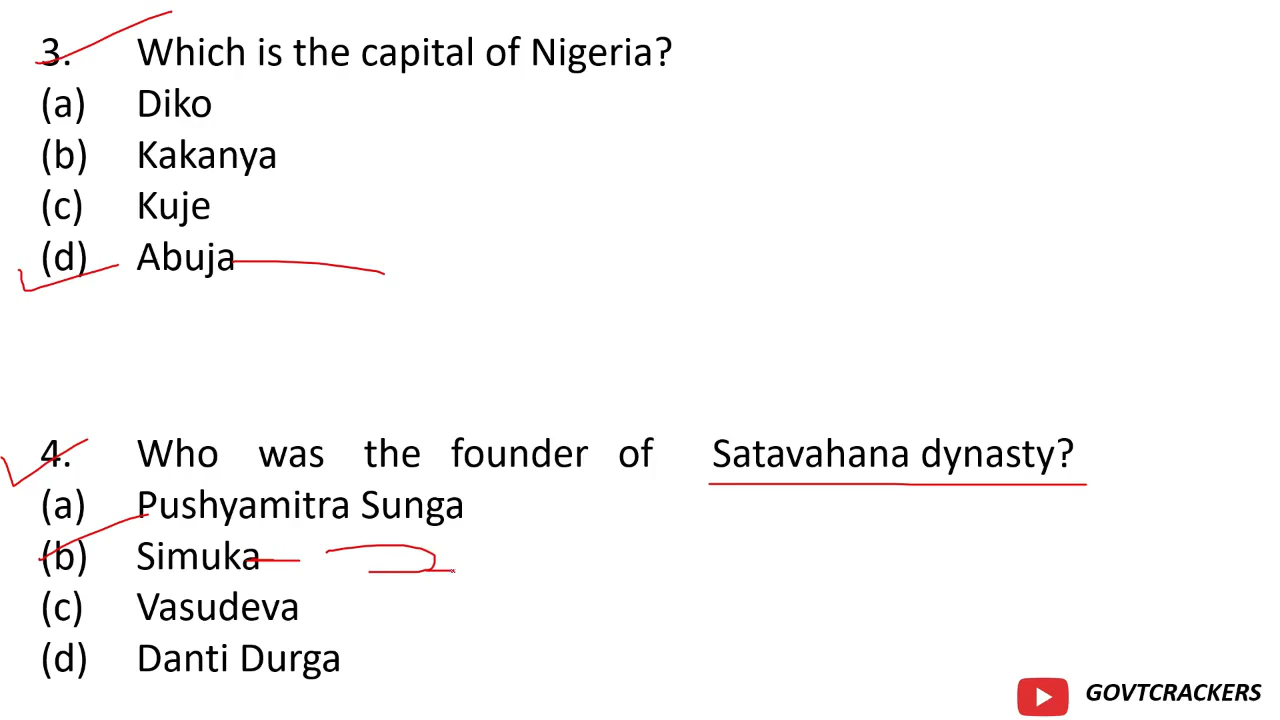 3. Which is the capital of Nigeria?
(a) Diko
(b) Kakanya
(c) Kuje
(d) Abuja
4. Who was the founder of Satavahana dynasty?
(a) Pushyamitra Sunga
(b) Simuka
(c) Vasudeva
(d) Danti Durga
GOVTCRACKERS